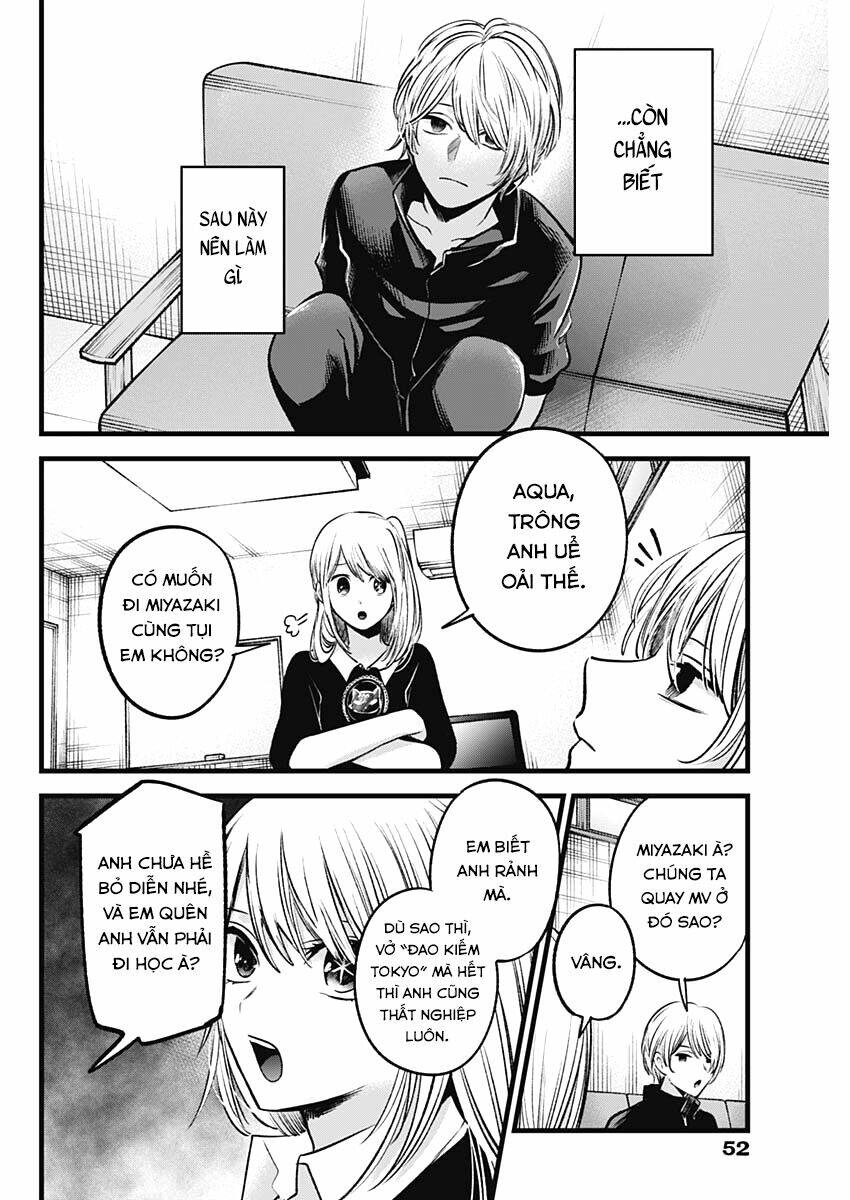 ...CÒN
CHẲNG
BIẾT
SAU NÀY
NÊN LÀM
GÌ
AQUA,
TRÔNG
ANH UỂ
OẢI THẾ.
CÓ MUỐN
ĐI MIYAZAKI
CÙNG TỤI
EM KHÔNG?
MIYAZAKI À?
CHÚNG TA
QUAY MV Ở
ĐÓ SAO?
VÂNG.
EM BIẾT
ANH RẢNH
MÀ.
DÙ SAO THÌ,
VỞ "ĐAO KIẾM
TOKYO" MÀ HẾT
THÌ ANH CŨNG
THẤT NGHIỆP
LUÔN.
ANH CHƯA HỀ
BỎ DIỄN NHÉ,
VÀ EM QUÊN
ANH VẪN PHẢI
ĐI HỌC À?
52